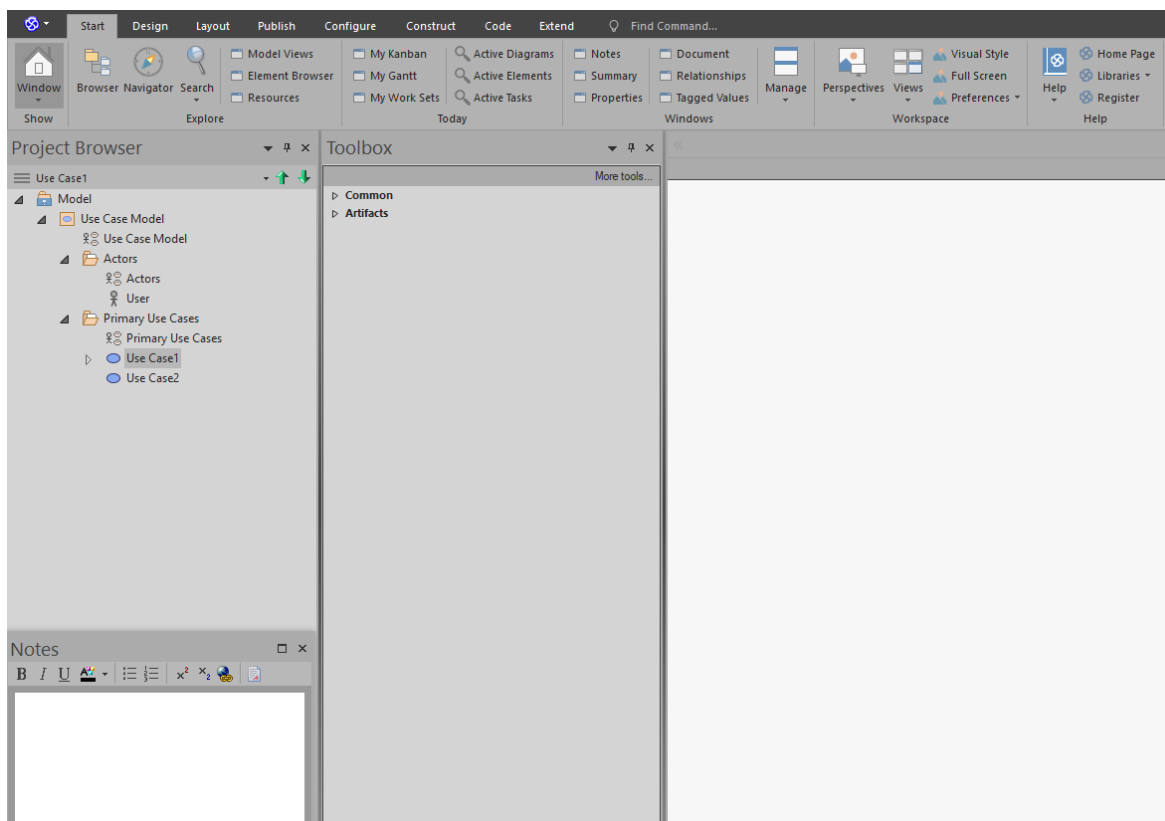 Start Design Layout Publish Configure Construct Code Extend Find Command...
Model Views My Kanban Active Diagrams Notes Document Visual Style Home Page
Element Browser My Gantt Active Elements Summary Relationships Full Screen Libraries
Window Browser Navigator Search Manage Perspectives Views Help
Resources My Work Sets Active Tasks Properties Tagged Values Preferences Register
Show Explore Today Windows Workspace Help
Project Browser
Use Case1
Model
Use Case Model
Use Case Model
Actors
Actors
User
Primary Use Cases
Primary Use Cases
Use Case1
Use Case2
Toolbox
More tools...
Common
Artifacts
Notes
B I U x² x₂